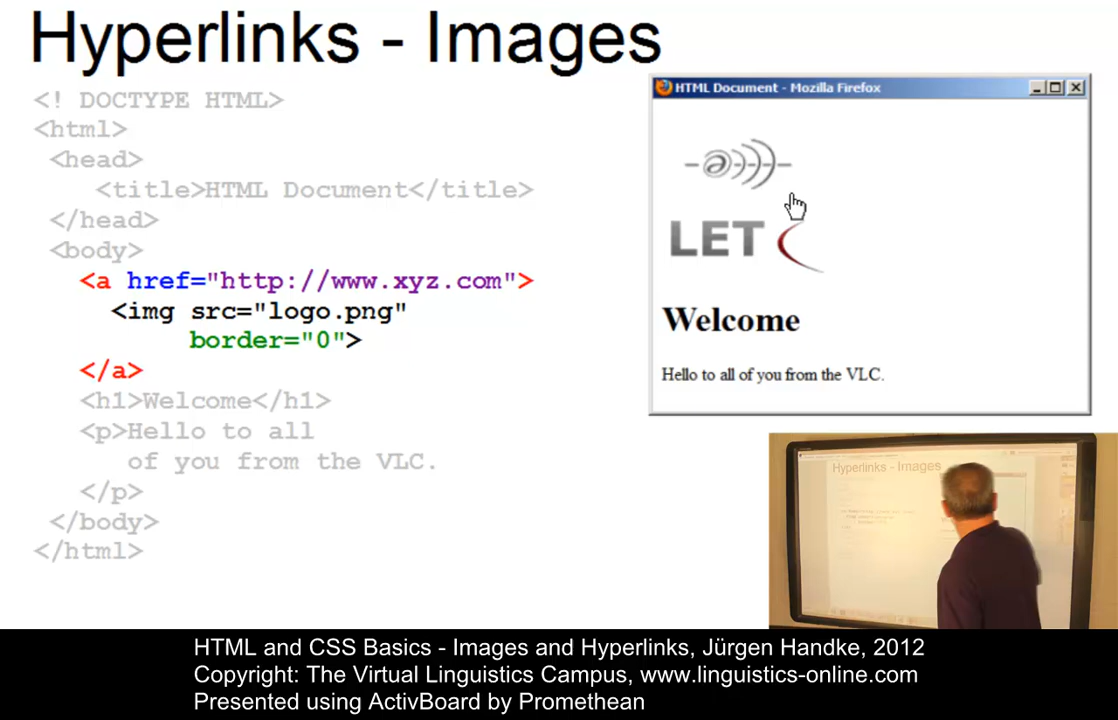 Hyperlinks - Images
<! DOCTYPE HTML>
<html>
<head>
<title>HTML Document</title>
</head>
<body>
<a href="http://www.xyz.com">
<img src="logo.png"
border="0">
</a>
<h1>Welcome</h1>
<p>Hello to all
of you from the VLC.
</p>
</body>
</html>
HTML Document - Mozilla Firefox
LET
Welcome
Hello to all of you from the VLC.
Hyperlinks - Images
HTML and CSS Basics - Images and Hyperlinks, Jürgen Handke, 2012
Copyright: The Virtual Linguistics Campus, www.linguistics-online.com
Presented using ActivBoard by Promethean